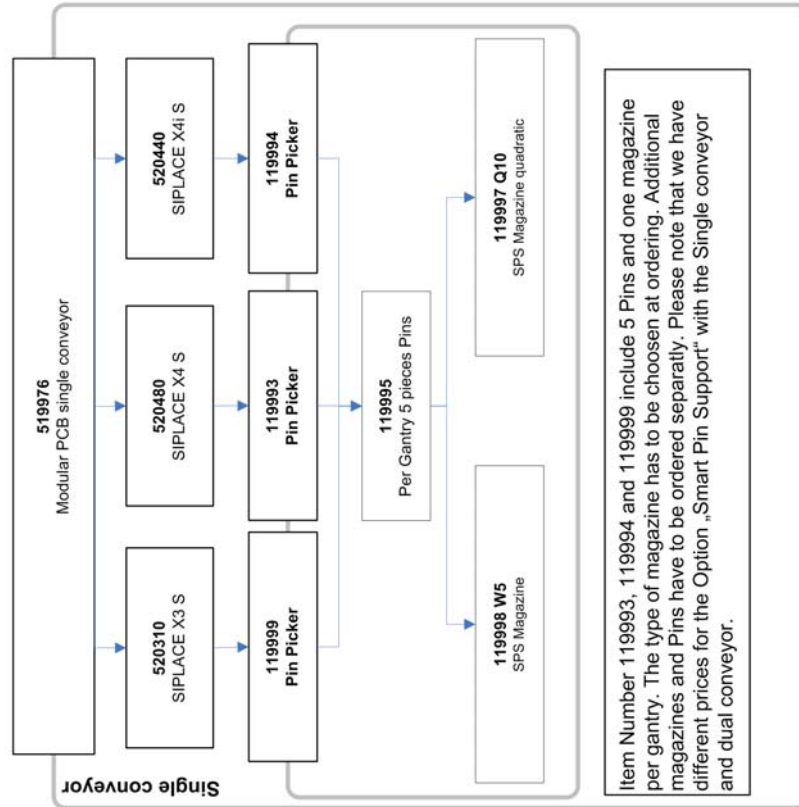 Single conveyor
519976
Modular PCB single conveyor
520310
SIPLACE X3 S
520480
SIPLACE X4 S
520440
SIPLACE X4i S
119999
Pin Picker
119993
Pin Picker
119994
Pin Picker
119995
Per Gantry 5 pieces Pins
119998 W5
SPS Magazine
119997 Q10
SPS Magazine quadratic
Item Number 119993, 119994 and 119999 include 5 Pins and one magazine
per gantry. The type of magazine has to be choosen at ordering. Additional
magazines and Pins have to be ordered separatly. Please note that we have
different prices for the Option „Smart Pin Support“ with the Single conveyor
and dual conveyor.